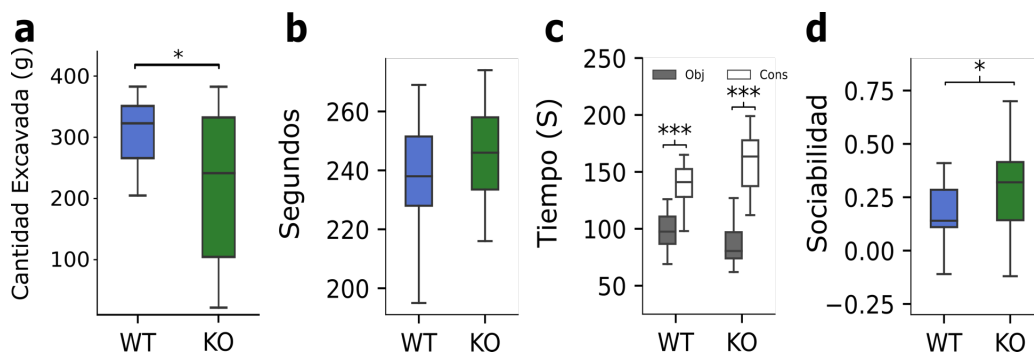 a
Cantidad Excavada (g)
400
300
200
100
*
WT KO
b
Segundos
260
240
220
200
WT KO
c
Tiempo (S)
250
200
150
100
50
Obj Cons
***
***
WT KO
d
Sociabilidad
0.75
0.50
0.25
0.00
−0.25
*
WT KO